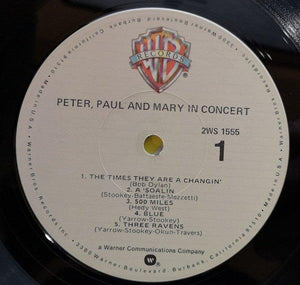 RECORDS
PETER, PAUL AND MARY IN CONCERT
2WS 1555
1
1. THE TIMES THEY ARE A CHANGIN'
(Bob Dylan)
2. A 'SOALIN
(Stookey-Battaeste-Mezzetti)
3. 500 MILES
(Hedy West)
4. BLUE
(Yarrow-Stookey)
5. THREE RAVENS
(Yarrow-Stookey-Okun-Travers)
a Warner Communications Company